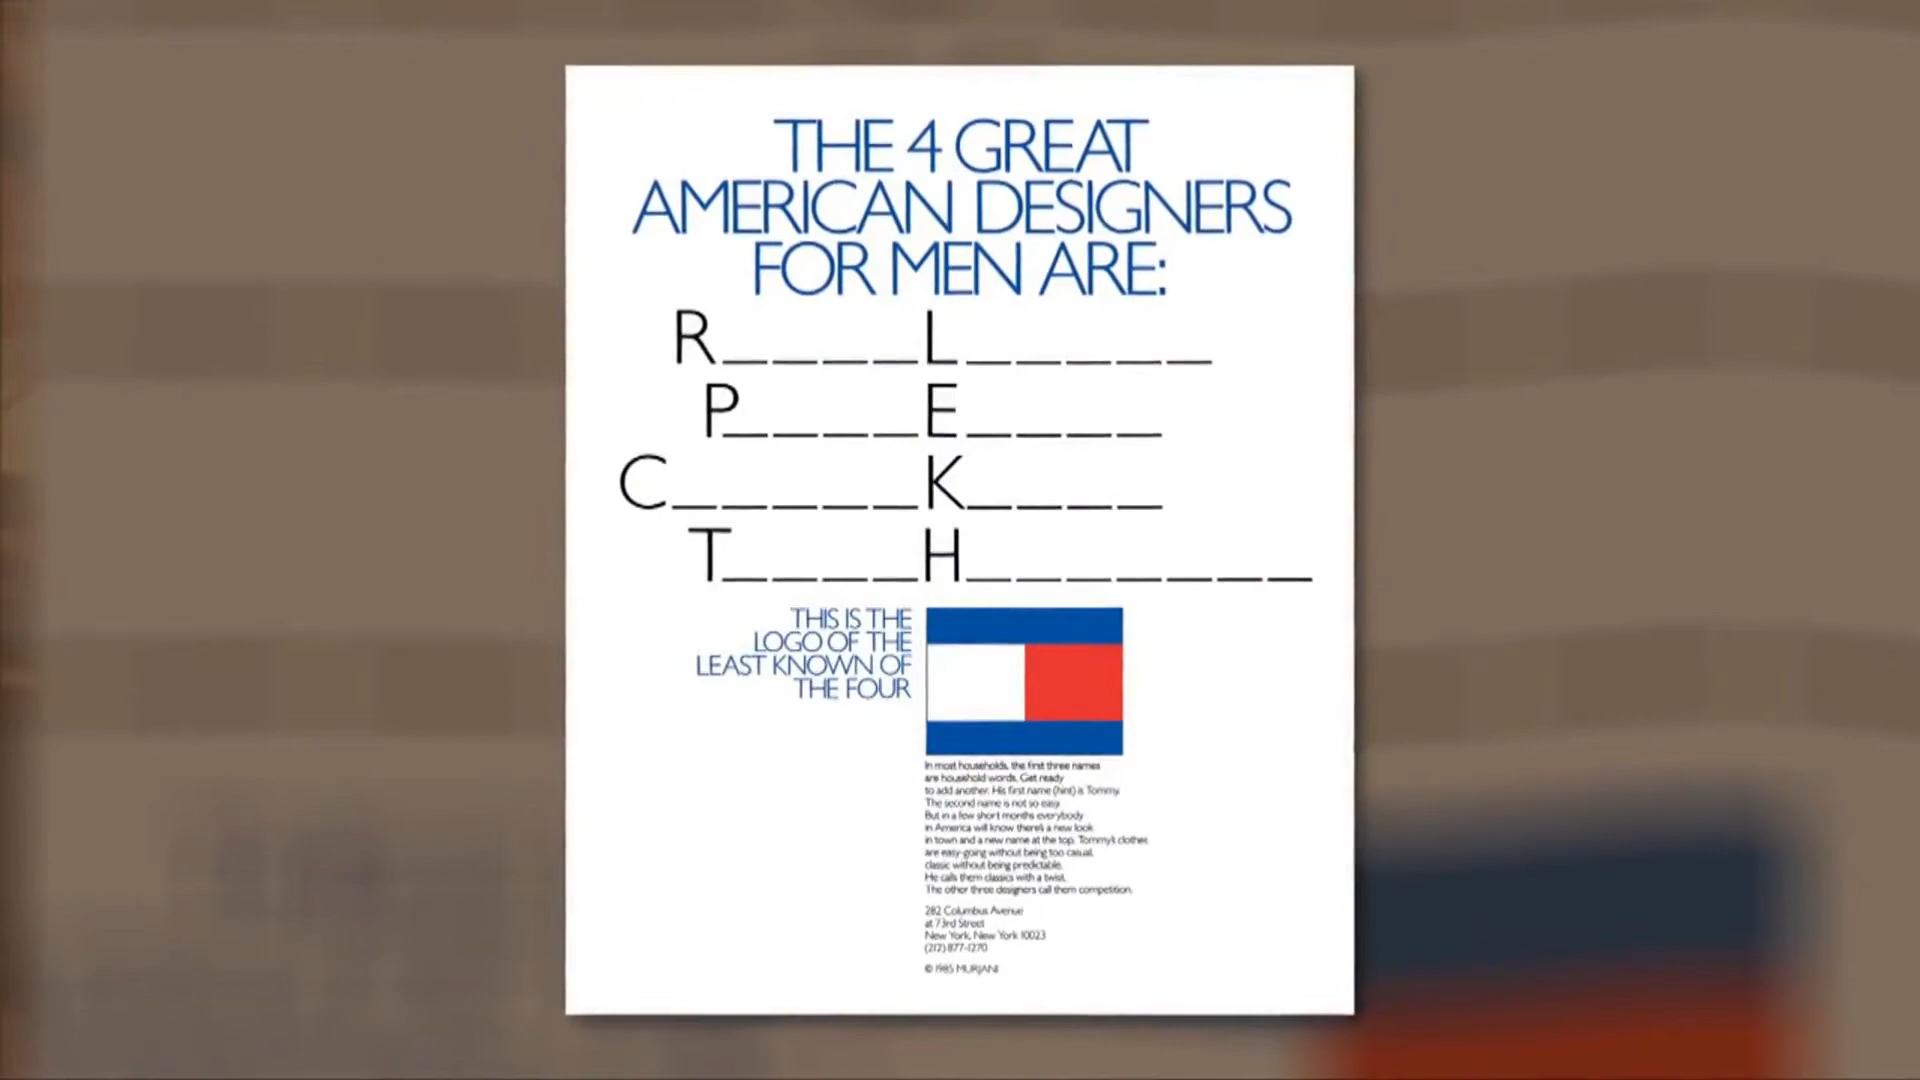 THE 4 GREAT
AMERICAN DESIGNERS
FOR MEN ARE:
R____L_____
P____E____
C_____K____
T____H_______
THIS IS THE
LOGO OF THE
LEAST KNOWN OF
THE FOUR
In most households, the first three names
are household words. Get ready
to add another. His first name (hint) is Tommy.
The second name is not so easy.
But in a few short months everybody
in America will know there's a new look
in town and a new name at the top. Tommy's clothes
are easy-going without being too casual,
classic without being predictable.
He calls them classics with a twist.
The other three designers call them competition.
282 Columbus Avenue
at 73rd Street
New York, New York 10023
(212) 877-1270
© 1985 MURJANI